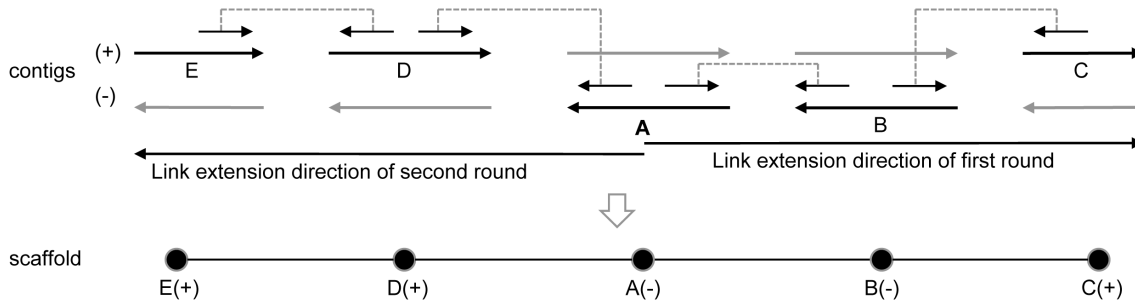 (+)
contigs
E
D
C
(-)
A
B
Link extension direction of second round
Link extension direction of first round
scaffold
E(+)
D(+)
A(-)
B(-)
C(+)